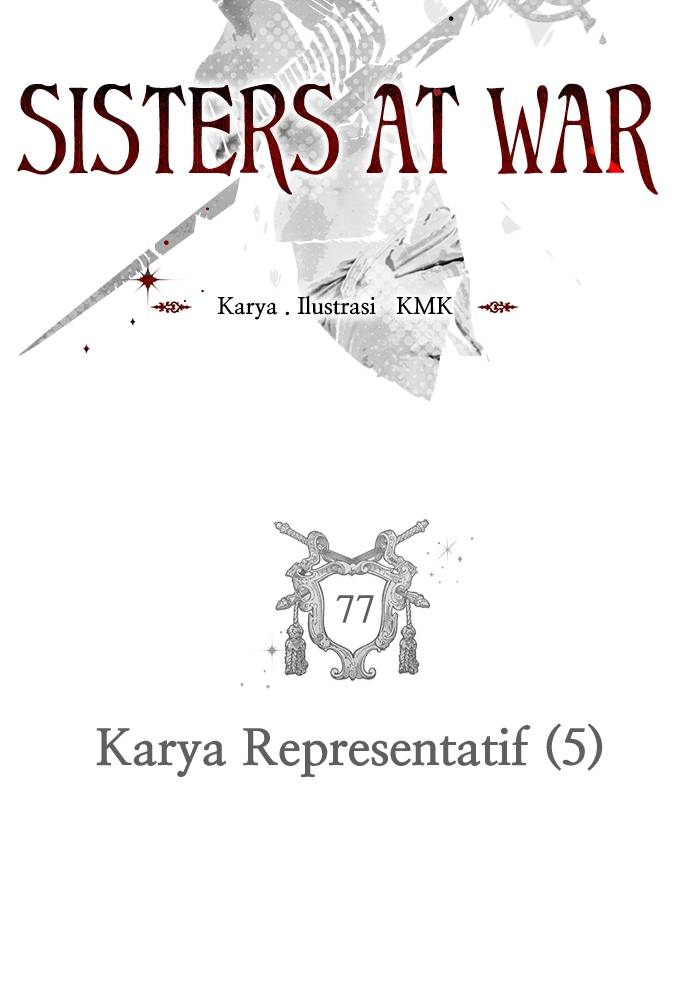 SISTERS AT WAR
Karya . Ilustrasi KMK
77
Karya Representatif (5)